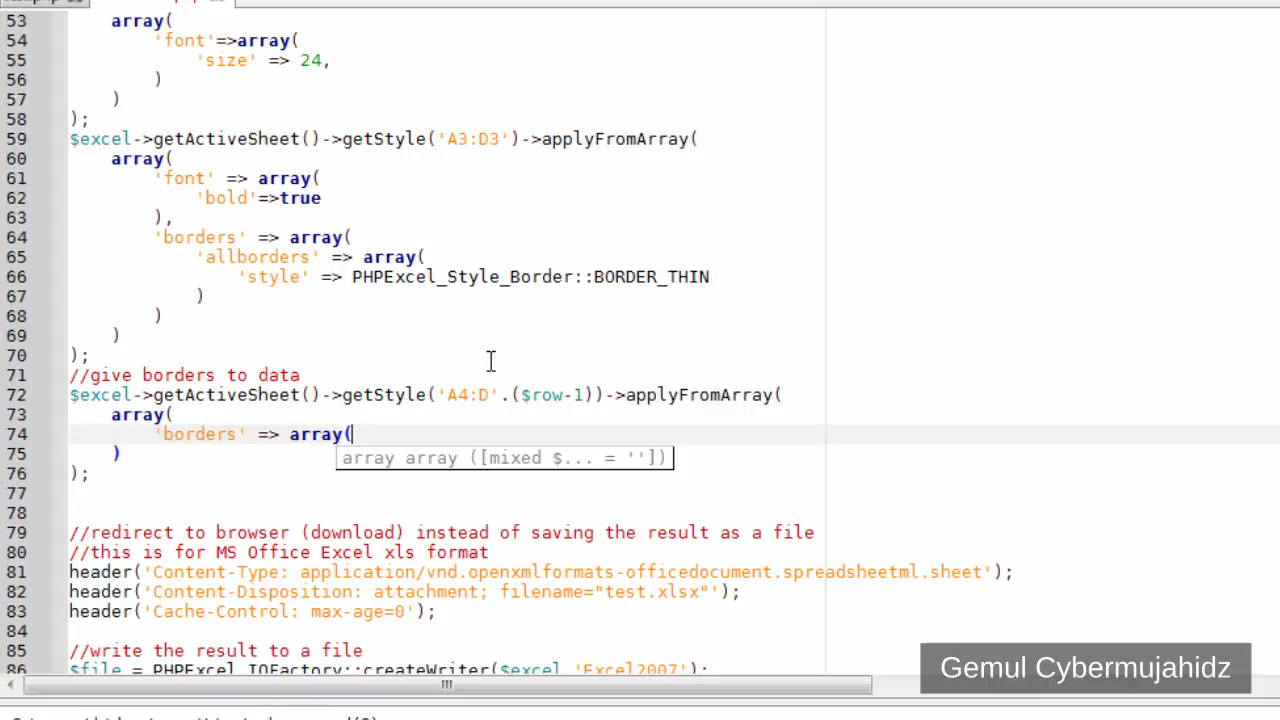 53 array(
54 'font'=>array(
55 'size' => 24,
56 )
57 )
58 );
59 $excel->getActiveSheet()->getStyle('A3:D3')->applyFromArray(
60 array(
61 'font' => array(
62 'bold'=>true
63 ),
64 'borders' => array(
65 'allborders' => array(
66 'style' => PHPExcel_Style_Border::BORDER_THIN
67 )
68 )
69 )
70 );
71 //give borders to data
72 $excel->getActiveSheet()->getStyle('A4:D'.($row-1))->applyFromArray(
73 array(
74 'borders' => array(
75 )
array array ([mixed $... = ''])
76 );
77
78
79 //redirect to browser (download) instead of saving the result as a file
80 //this is for MS Office Excel xls format
81 header('Content-Type: application/vnd.openxmlformats-officedocument.spreadsheetml.sheet');
82 header('Content-Disposition: attachment; filename="test.xlsx"');
83 header('Cache-Control: max-age=0');
84
85 //write the result to a file
86 $file = PHPExcel_IOFactory::createWriter($excel,'Excel2007');
Gemul Cybermujahidz